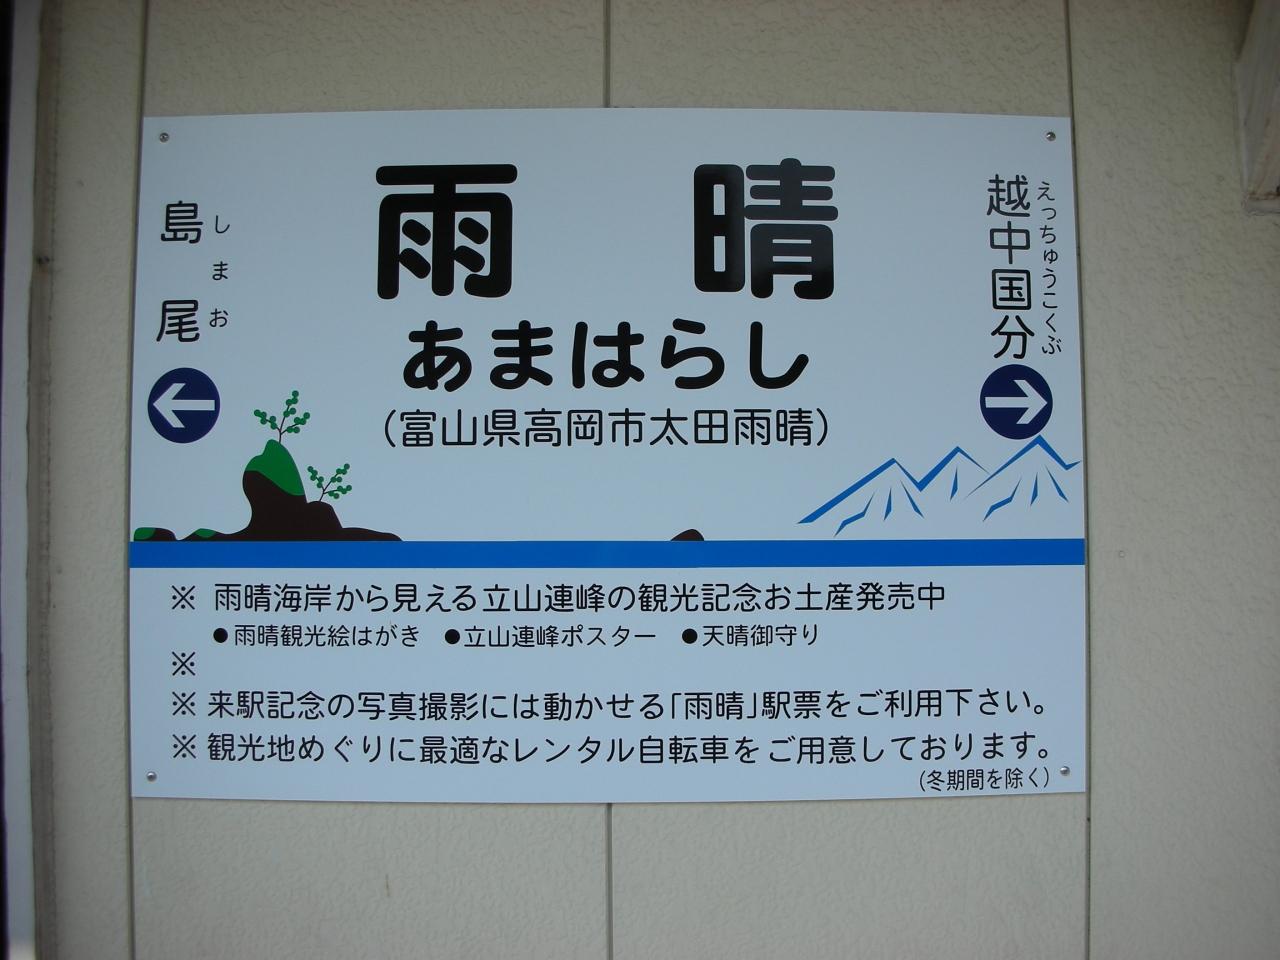 雨晴
あまはらし
(富山県高岡市太田雨晴)
島尾
しまお
越中国分
えっちゅうこくぶ
※ 雨晴海岸から見える立山連峰の観光記念お土産発売中
●雨晴観光絵はがき ●立山連峰ポスター ●天晴御守り
※
※ 来駅記念の写真撮影には動かせる「雨晴」駅票をご利用下さい。
※ 観光地めぐりに最適なレンタル自転車をご用意しております。
(冬期間を除く)